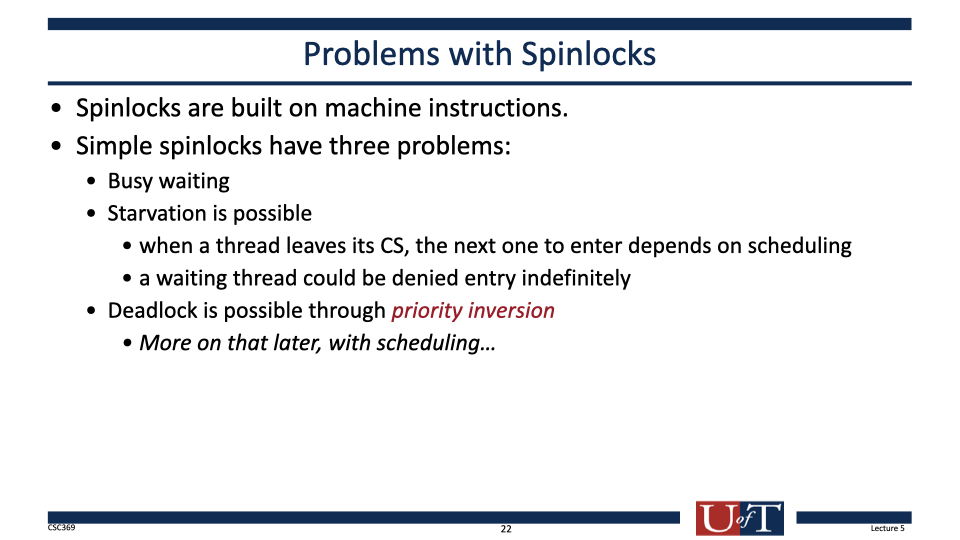 Problems with Spinlocks
• Spinlocks are built on machine instructions.
• Simple spinlocks have three problems:
• Busy waiting
• Starvation is possible
• when a thread leaves its CS, the next one to enter depends on scheduling
• a waiting thread could be denied entry indefinitely
• Deadlock is possible through priority inversion
• More on that later, with scheduling...
CSC369
22
U of T
Lecture 5